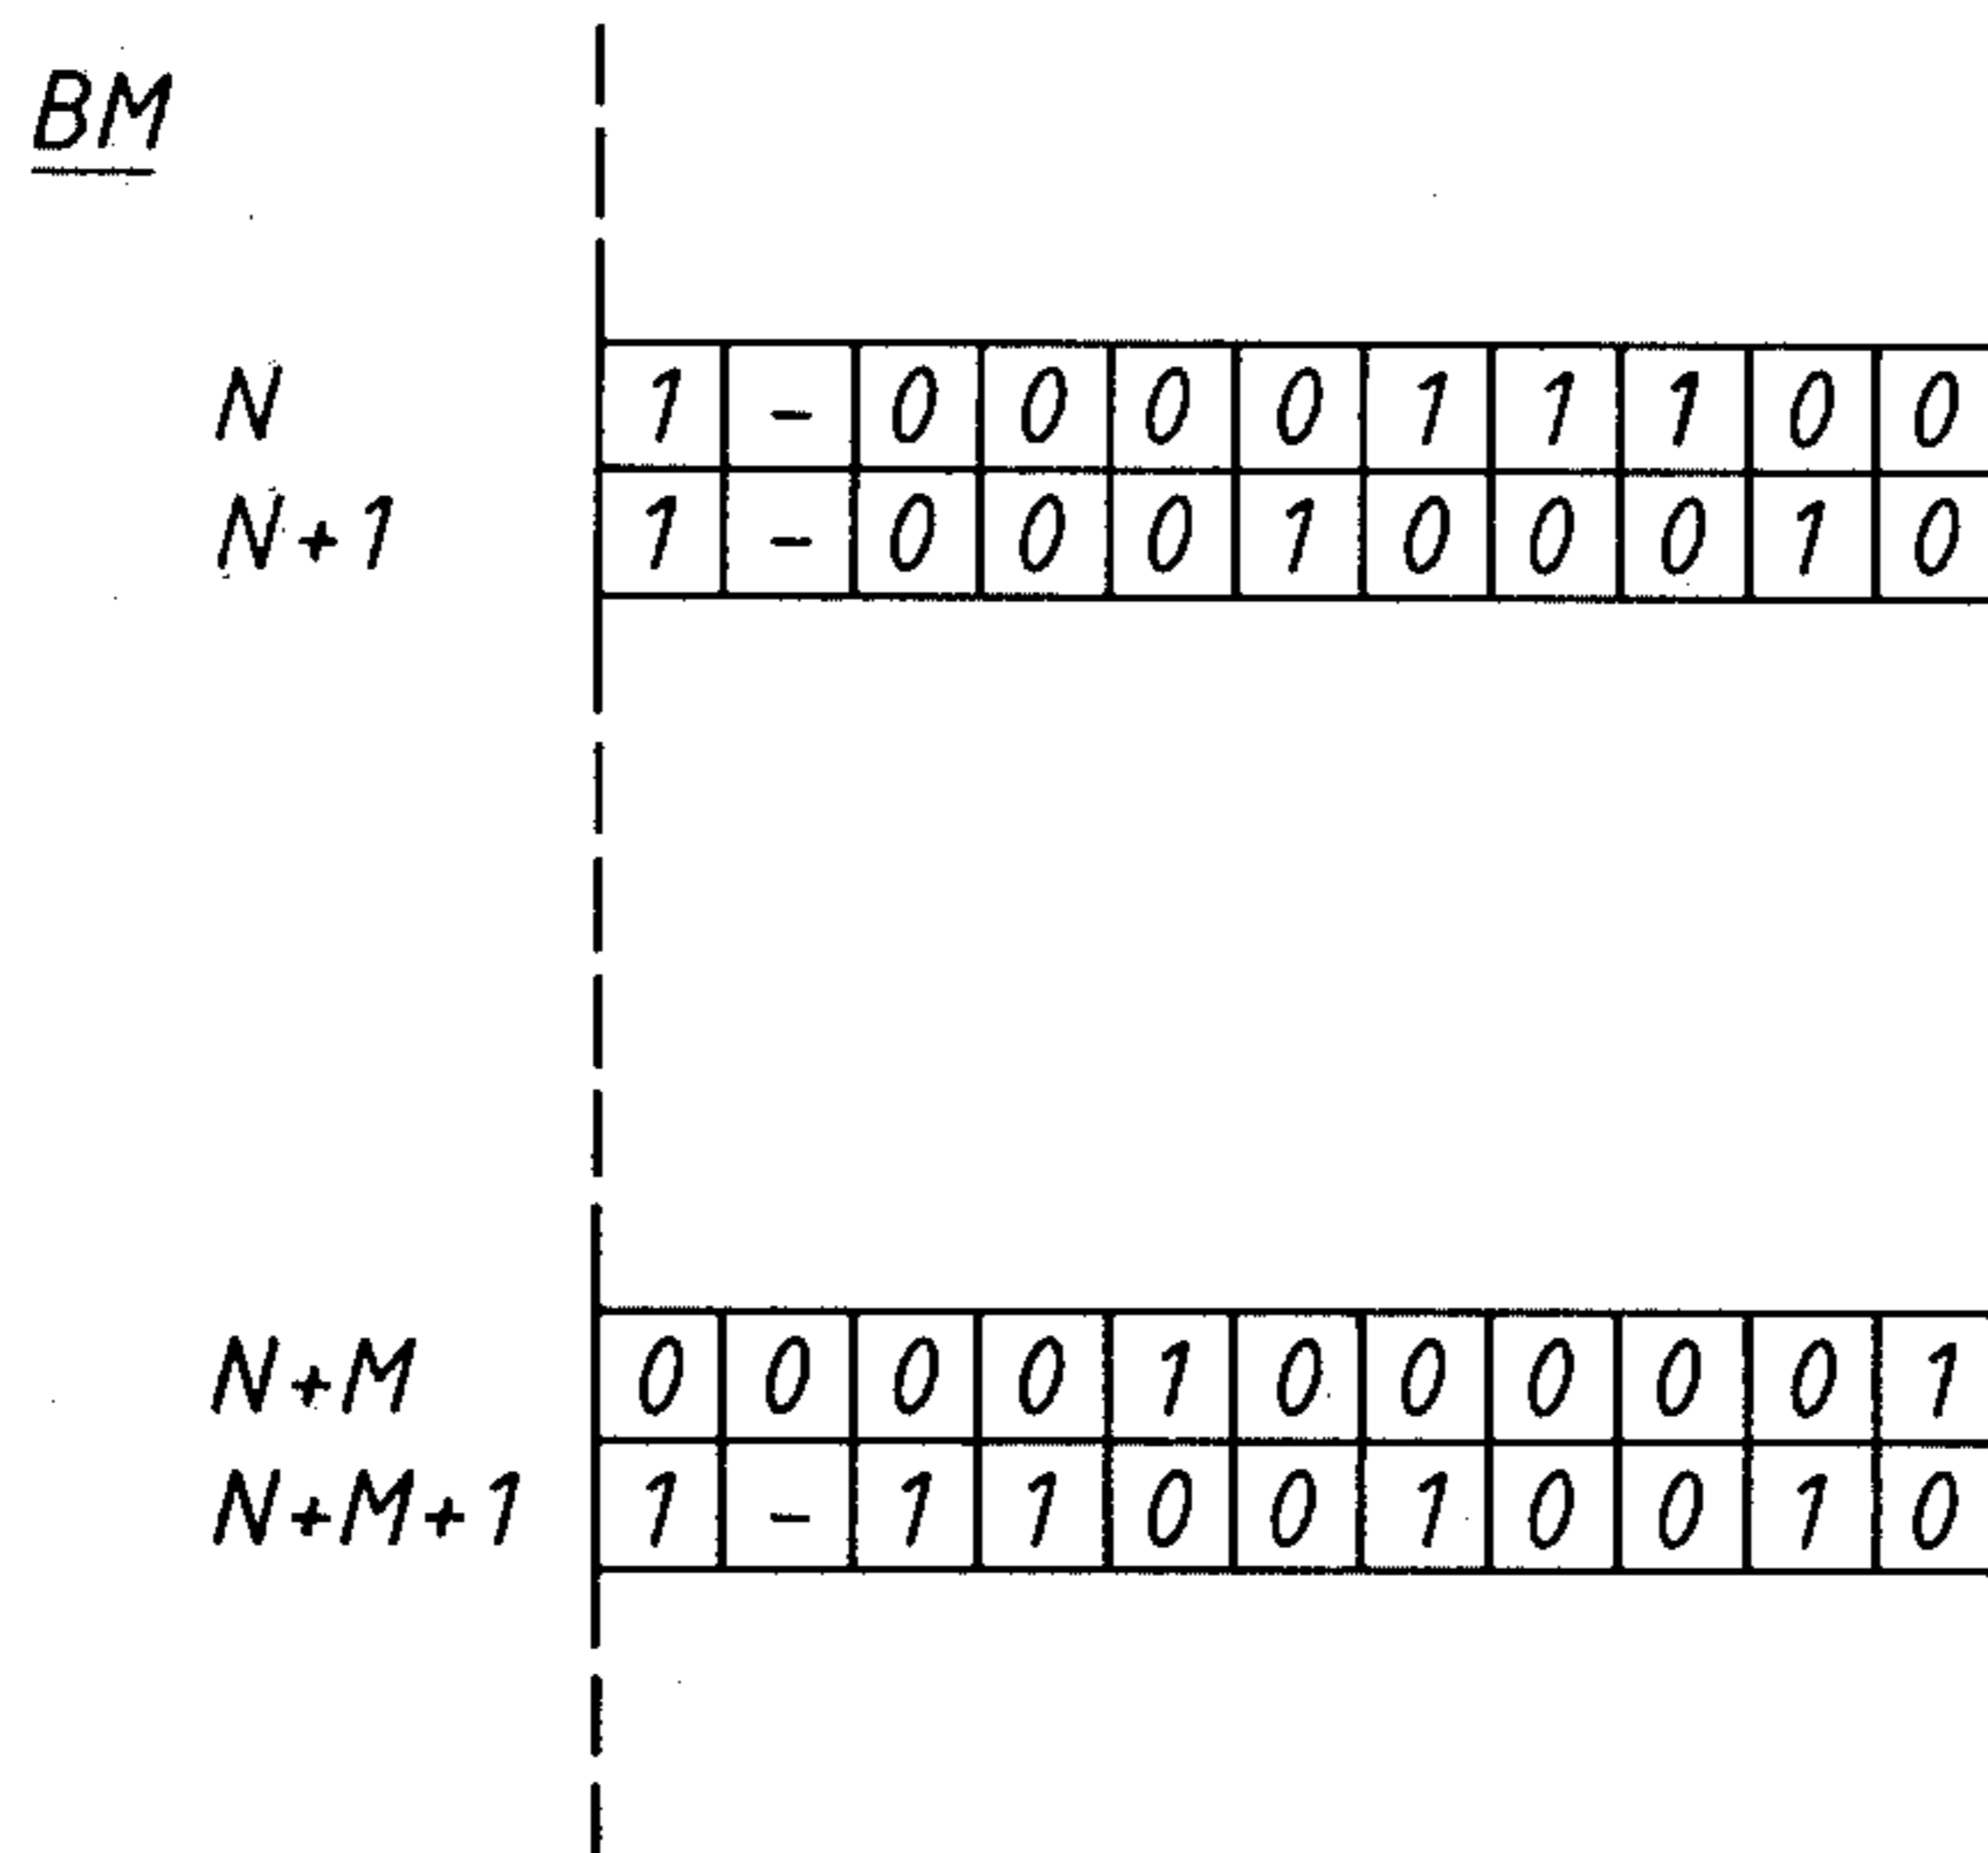 BM
N 1 - 0 0 0 0 1 1 1 0 0
N+1 1 - 0 0 0 1 0 0 0 1 0
N+M 0 0 0 0 1 0 0 0 0 0 1
N+M+1 1 - 1 1 0 0 1 0 0 1 0